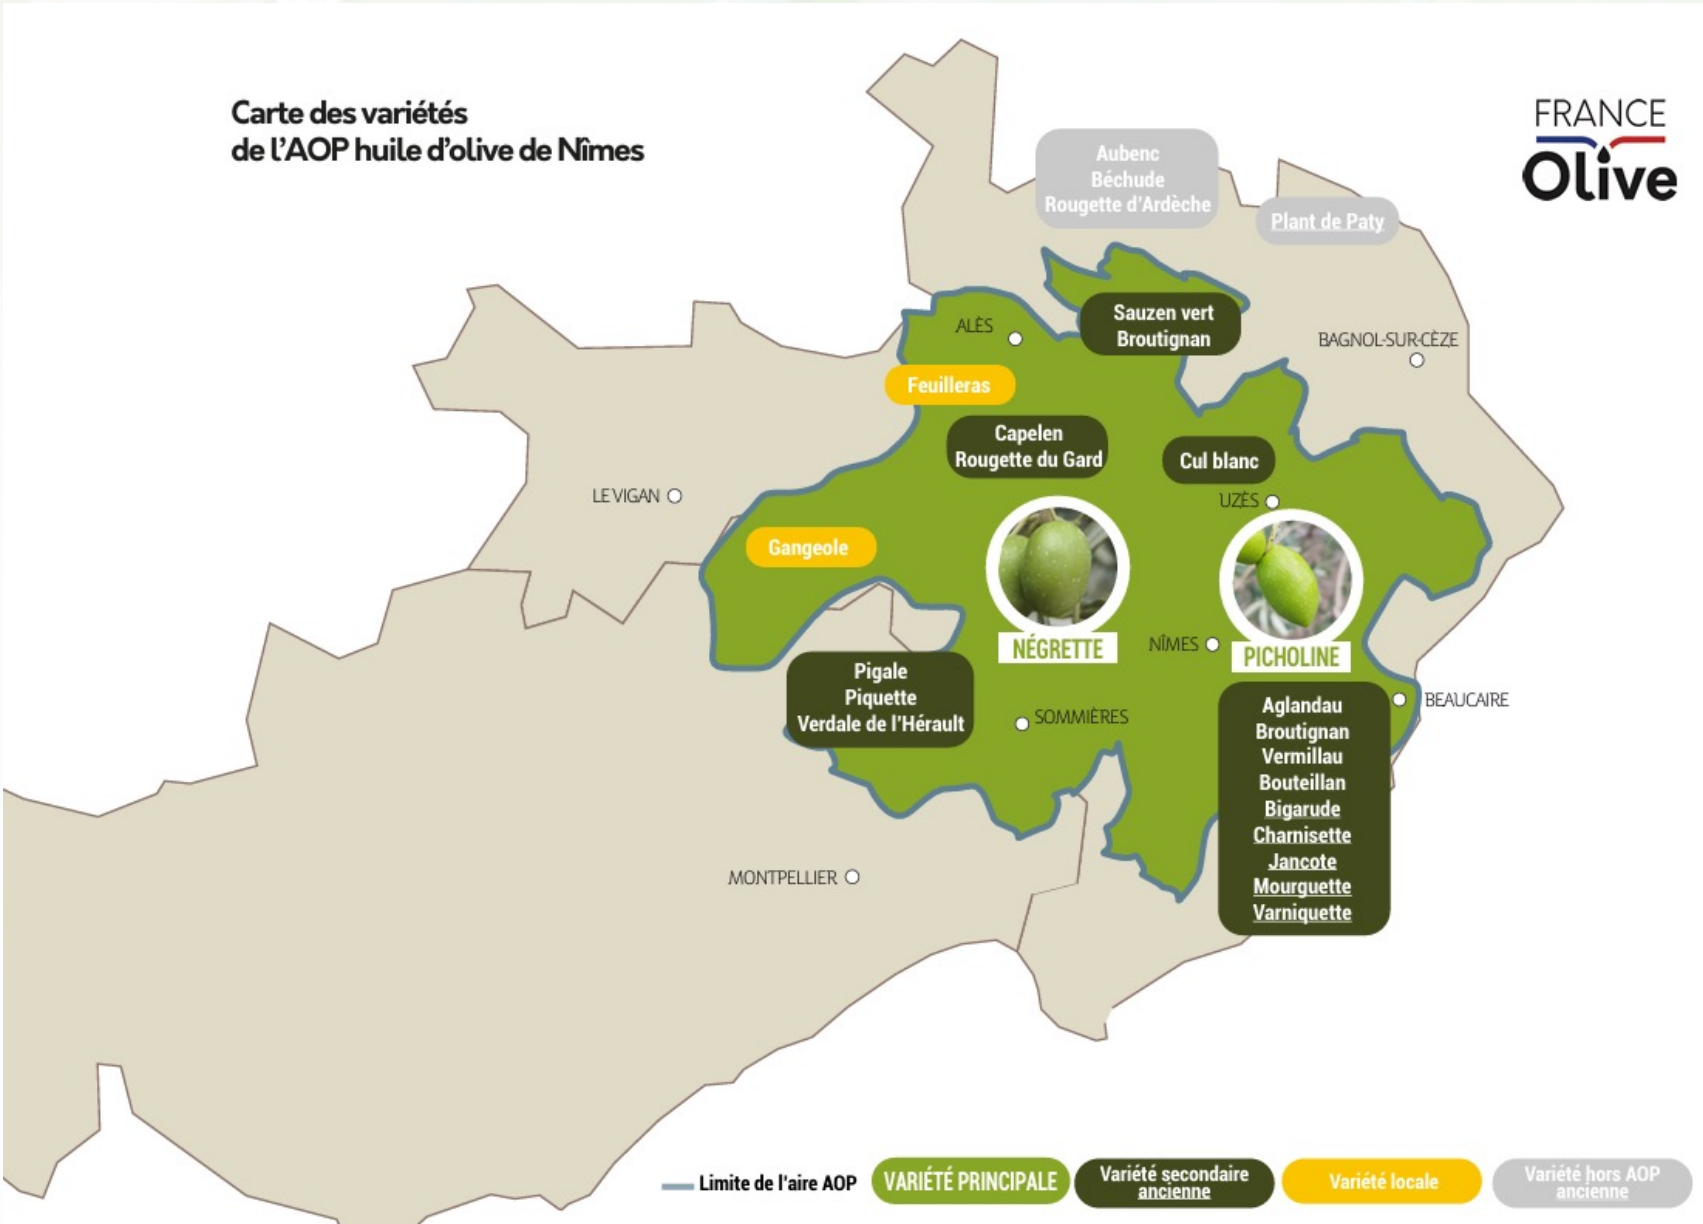 Carte des variétés
de l'AOP huile d'olive de Nîmes
FRANCE
Olive
Aubenc
Béchude
Rougette d'Ardèche
Plant de Paty
Sauzen vert
Broutignan
ALÈS
BAGNOL-SUR-CÈZE
Feuilleras
Capelen
Rougette du Gard
Cul blanc
LE VIGAN
UZÈS
Gangeole
NÉGRETTE
NÎMES
PICHOLINE
Pigale
Piquette
Verdale de l'Hérault
SOMMIÈRES
BEAUCAIRE
Aglandau
Broutignan
Vermillau
Bouteillan
Bigarude
Charnisette
Jancote
Mourguette
Varniquette
MONTPELLIER
Limite de l'aire AOP
VARIÉTÉ PRINCIPALE
Variété secondaire
ancienne
Variété locale
Variété hors AOP
ancienne